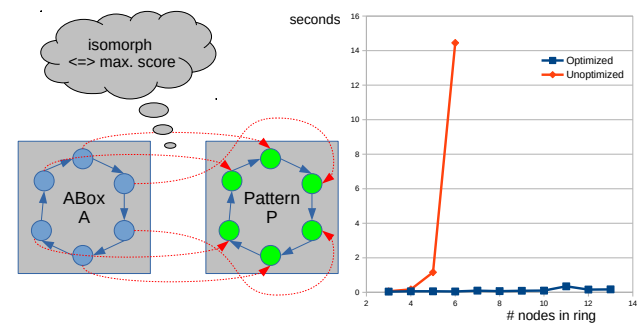 isomorph
<=> max. score
ABox
A
Pattern
P
seconds
16
14
12
10
8
6
4
2
0
2
4
6
8
10
12
14
# nodes in ring
Optimized
Unoptimized